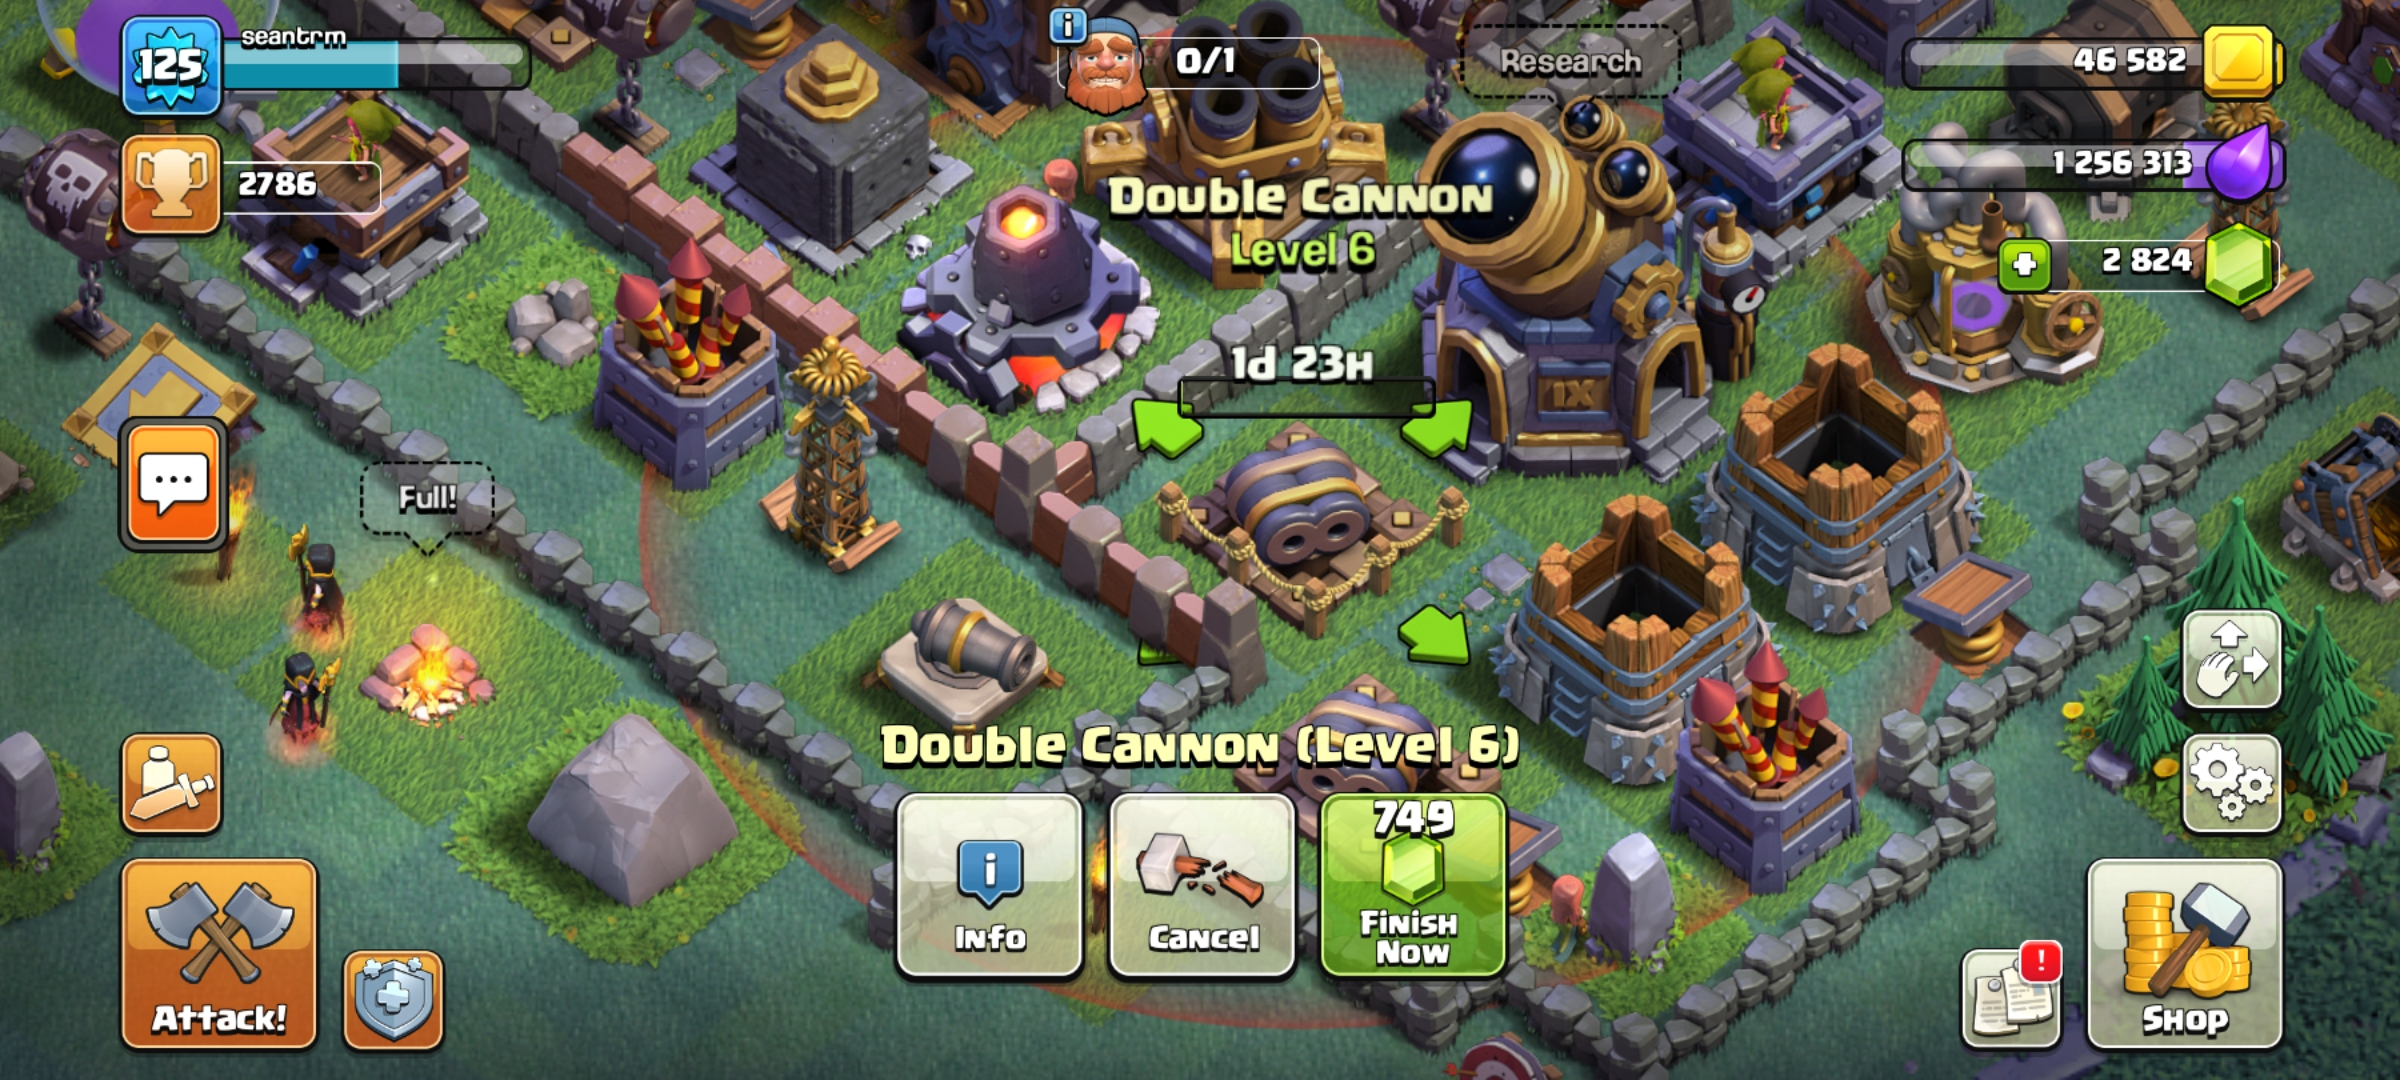 125
seantrm
0/1
Research
46 582
2786
1 256 313
2 824
Double Cannon
Level 6
1d 23H
IX
Full!
Double Cannon (Level 6)
Info
Cancel
749
Finish
Now
Attack!
!
Shop